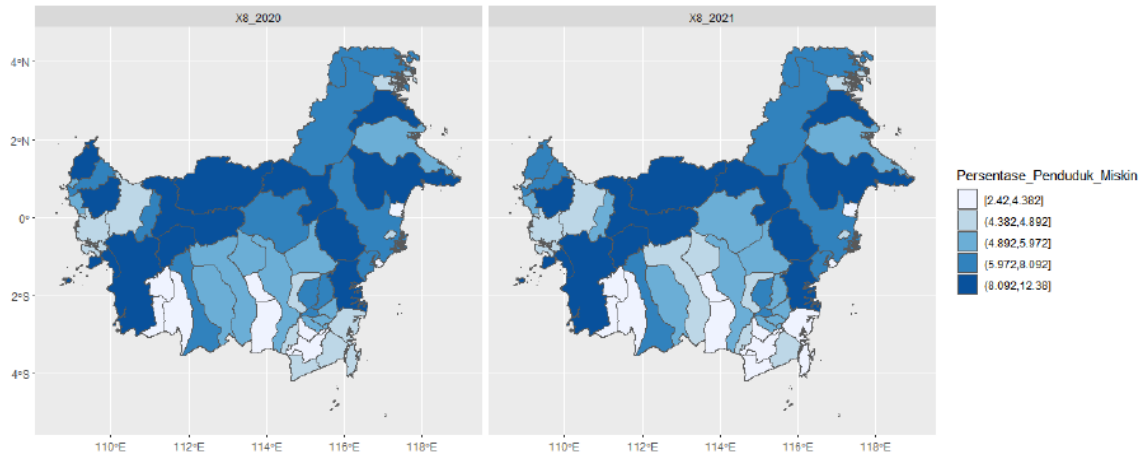 X8_2020
X8_2021
4°N
2°N
0°
2°S
4°S
110°E 112°E 114°E 116°E 118°E
110°E 112°E 114°E 116°E 118°E
Persentase_Penduduk_Miskin
[2.42,4.382]
(4.382,4.892]
(4.892,5.972]
(5.972,8.092]
(8.092,12.38]